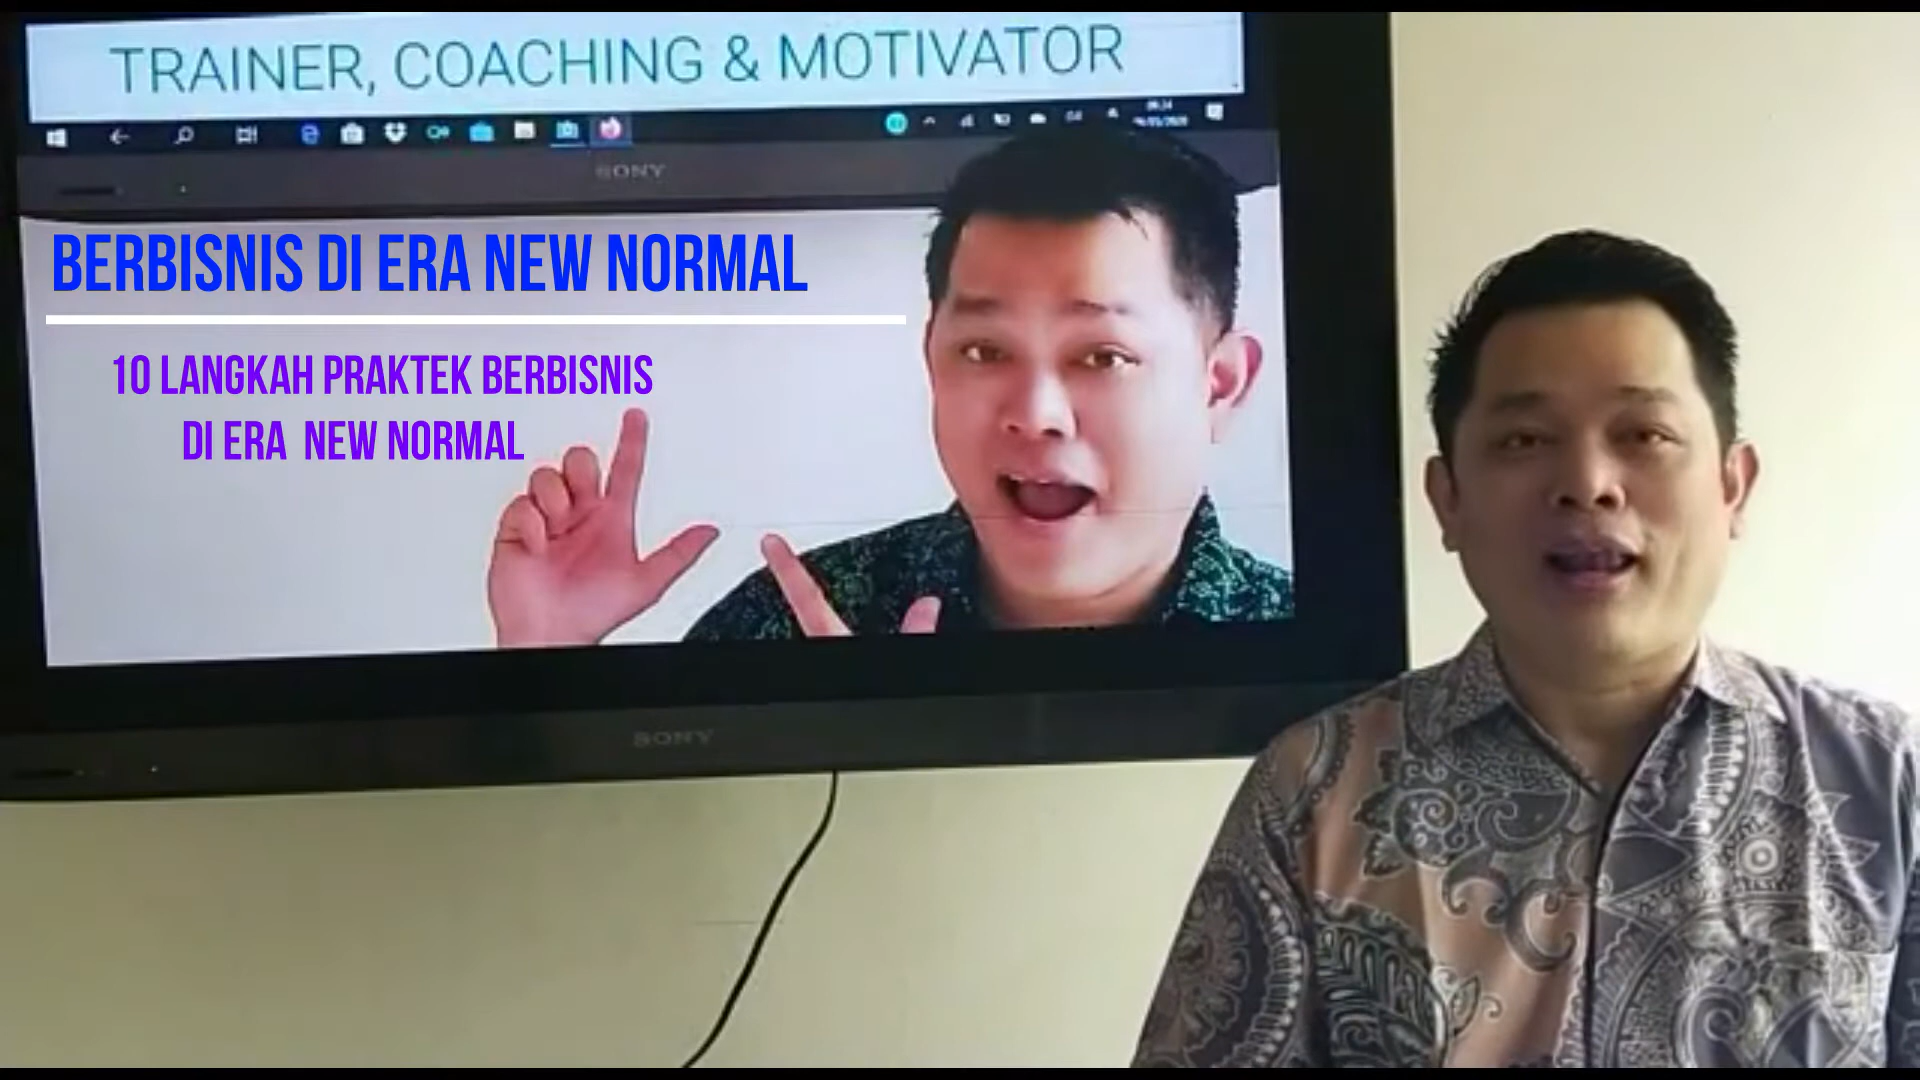 TRAINER, COACHING & MOTIVATOR
SONY
BERBISNIS DI ERA NEW NORMAL
10 LANGKAH PRAKTEK BERBISNIS
DI ERA NEW NORMAL
SONY